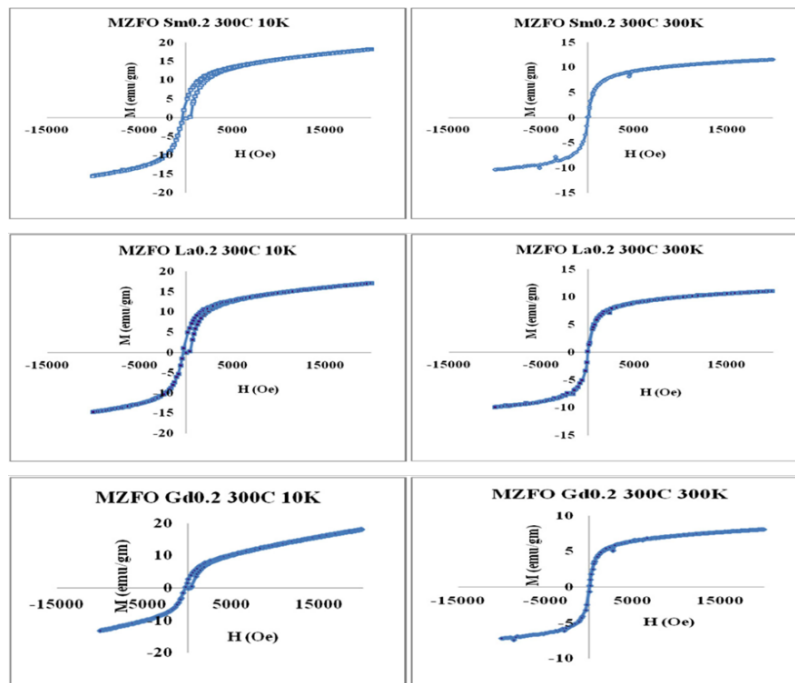 MZFO Sm0.2 300C 10K
20
15
10
5
0
-15000 -5000 5000 15000
-5
-10
-15
-20
M (emu/gm)
H (Oe)
MZFO Sm0.2 300C 300K
15
10
5
0
-15000 -5000 5000 15000
-5
-10
-15
M (emu/gm)
H (Oe)
MZFO La0.2 300C 10K
20
15
10
5
0
-15000 -5000 5000 15000
-5
-10
-15
-20
M (emu/gm)
H (Oe)
MZFO La0.2 300C 300K
15
10
5
0
-15000 -5000 5000 15000
-5
-10
-15
M (emu/gm)
H (Oe)
MZFO Gd0.2 300C 10K
20
10
0
-15000 -5000 5000 15000
-10
-20
M (emu/gm)
H (Oe)
MZFO Gd0.2 300C 300K
10
5
0
-15000 -5000 5000 15000
-5
-10
M (emu/gm)
H (Oe)